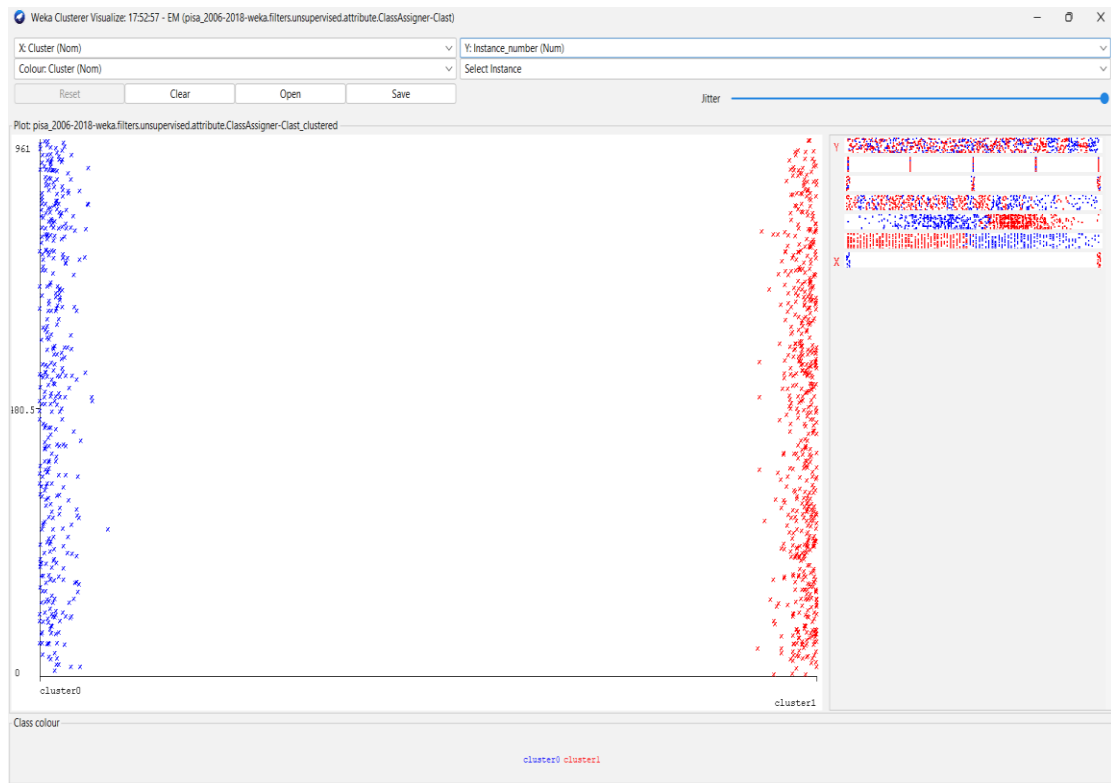 Weka Clusterer Visualize: 17:52:57 - EM (pisa_2006-2018-weka.filters.unsupervised.attribute.ClassAssigner-Clast)
X: Cluster (Nom)
Y: Instance_number (Num)
Colour: Cluster (Nom)
Select Instance
Reset
Clear
Open
Save
Jitter
Plot: pisa_2006-2018-weka.filters.unsupervised.attribute.ClassAssigner-Clast_clustered
961
Y
X
80.5
0
cluster0
cluster1
Class colour
cluster0 cluster1